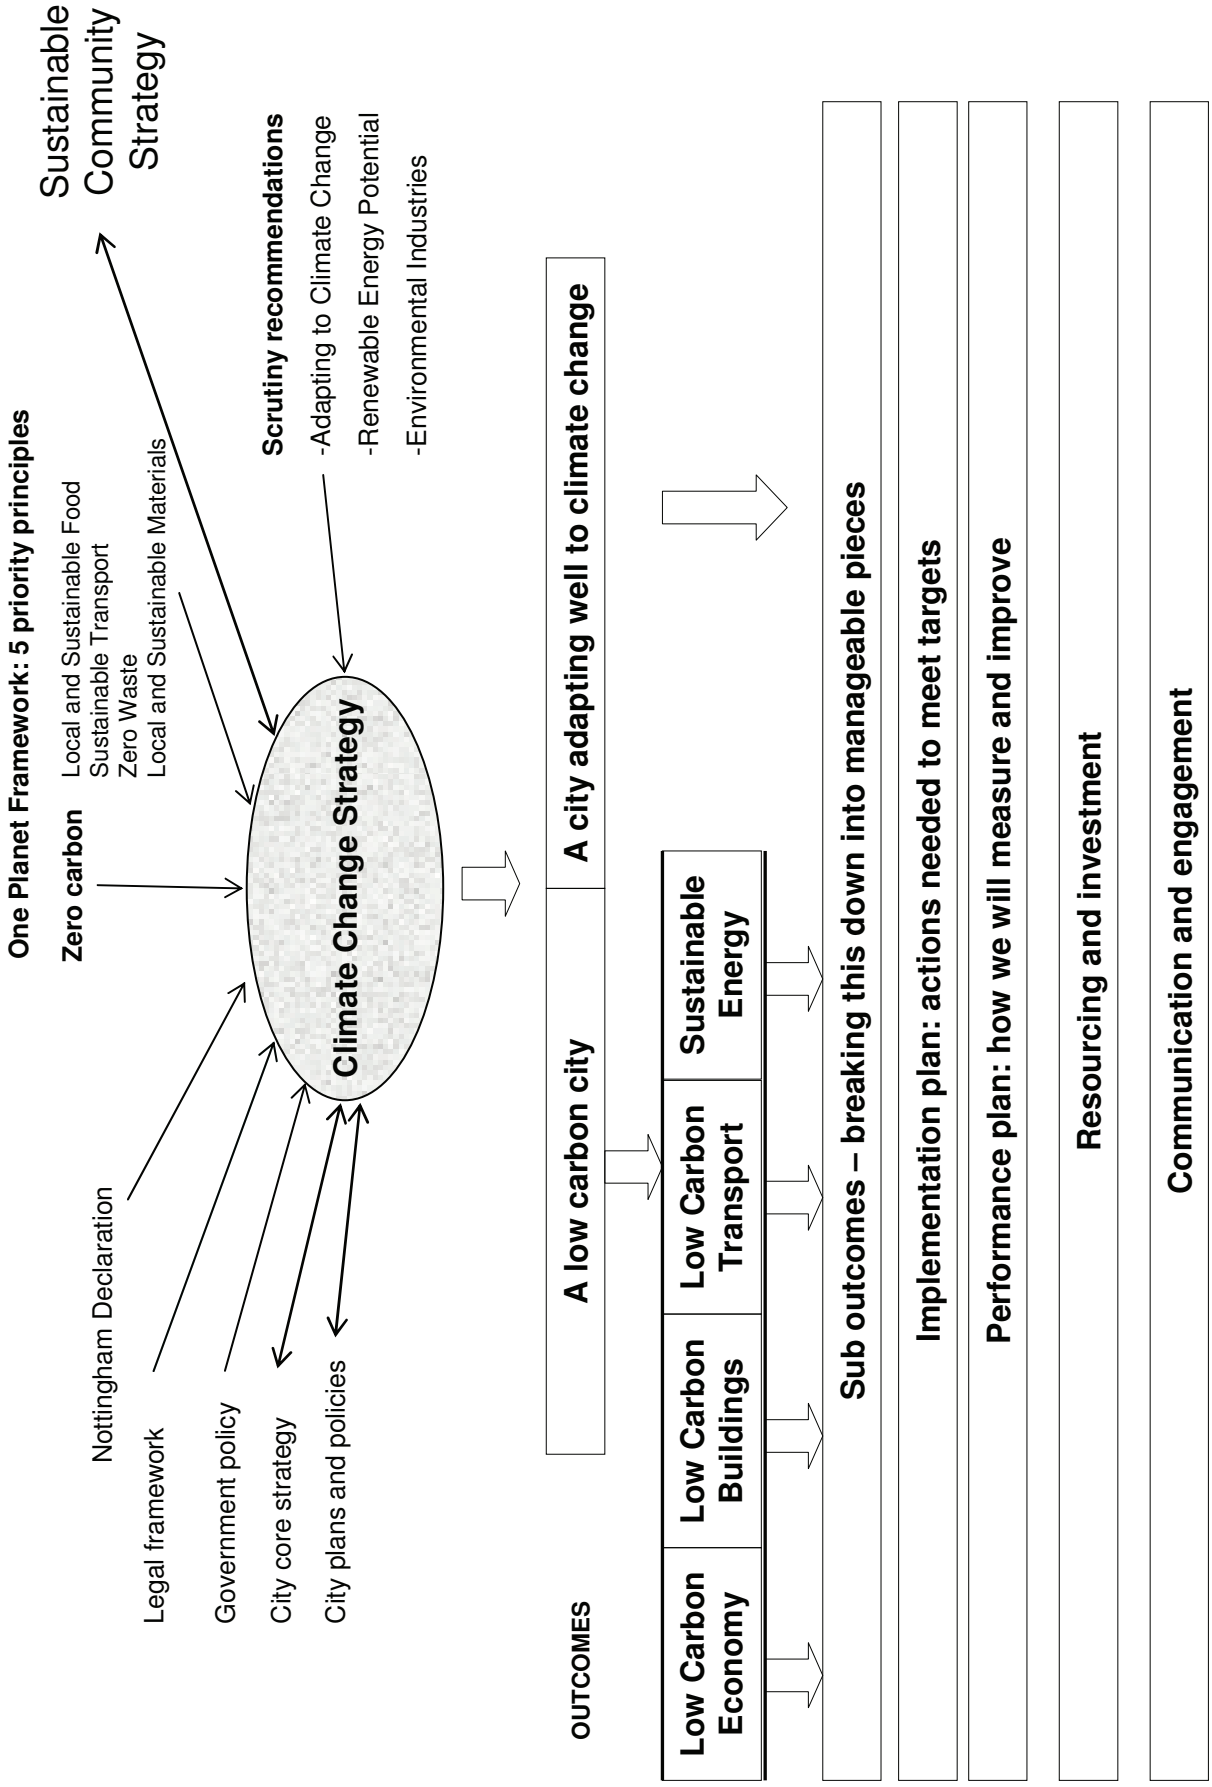 One Planet Framework: 5 priority principles
Zero carbon
Local and Sustainable Food
Sustainable Transport
Zero Waste
Local and Sustainable Materials
Sustainable
Community
Strategy
Nottingham Declaration
Legal framework
Government policy
City core strategy
City plans and policies
Climate Change Strategy
Scrutiny recommendations
-Adapting to Climate Change
-Renewable Energy Potential
-Environmental Industries
OUTCOMES
A low carbon city
A city adapting well to climate change
Low Carbon
Economy
Low Carbon
Buildings
Low Carbon
Transport
Sustainable
Energy
Sub outcomes – breaking this down into manageable pieces
Implementation plan: actions needed to meet targets
Performance plan: how we will measure and improve
Resourcing and investment
Communication and engagement